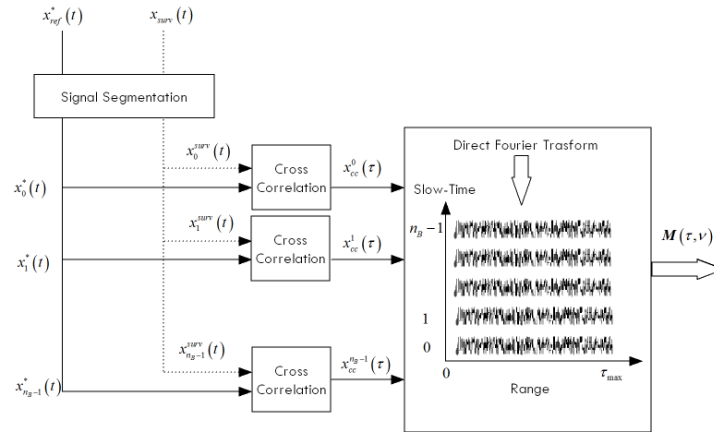 x*ref(t) xsurv(t)
Signal Segmentation
x0surv(t)
x*0(t)
Cross
Correlation
x0cc(τ)
x1surv(t)
x*1(t)
Cross
Correlation
x1cc(τ)
xnB−1surv(t)
x*nB−1(t)
Cross
Correlation
xnB−1cc(τ)
Direct Fourier Trasform
Slow-Time
nB−1
1
0
0
τmax
Range
M(τ,ν)